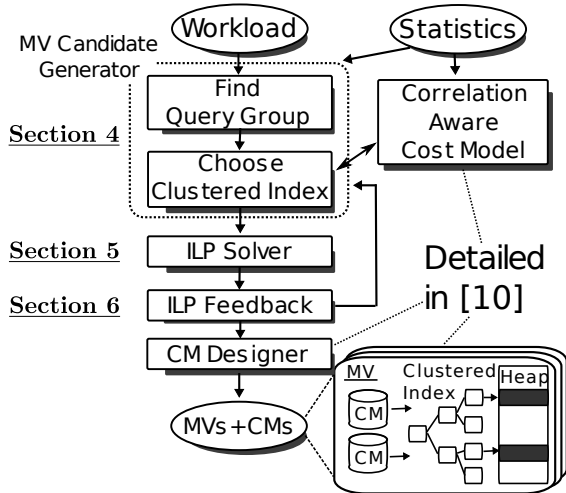 Workload
Statistics
MV Candidate
Generator
Find
Query Group
Correlation
Aware
Cost Model
Section 4
Choose
Clustered Index
Section 5
ILP Solver
Detailed
in [10]
Section 6
ILP Feedback
CM Designer
MV
Clustered
Index
Heap
CM
CM
MVs+CMs